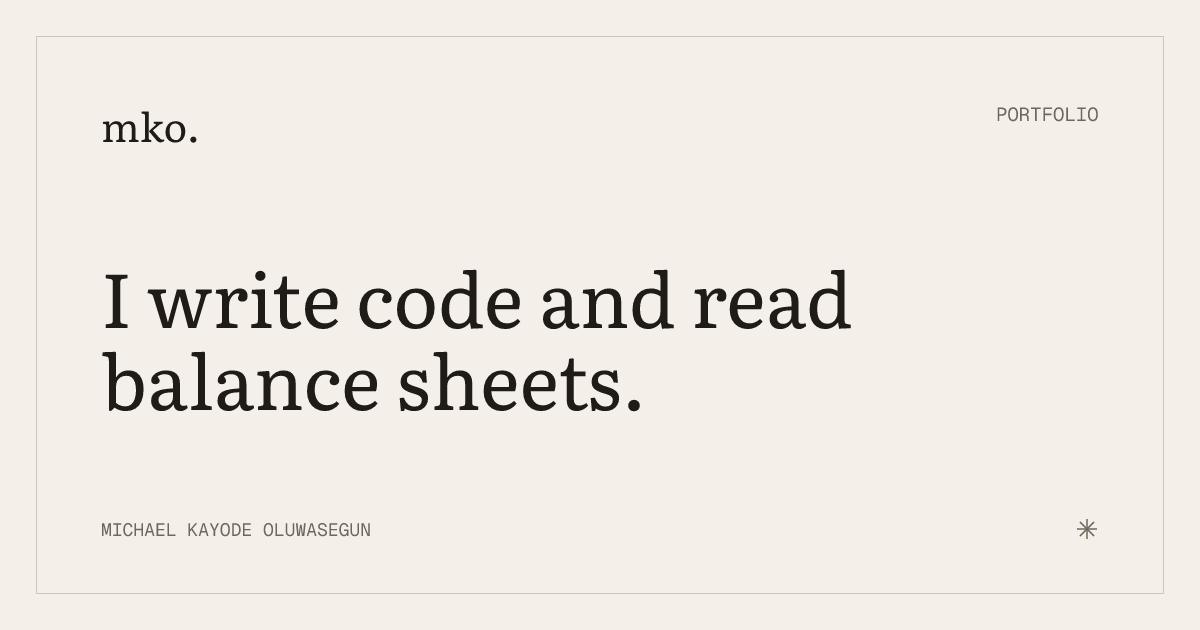 mko.
PORTFOLIO
I write code and read
balance sheets.
MICHAEL KAYODE OLUWASEGUN